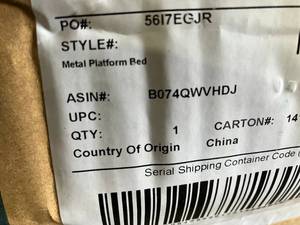 PO#: 56I7EGJR
STYLE#:
Metal Platform Bed
ASIN#: B074QWVHDJ
UPC:
QTY: 1 CARTON#: 14
Country Of Origin China
Serial Shipping Container Code